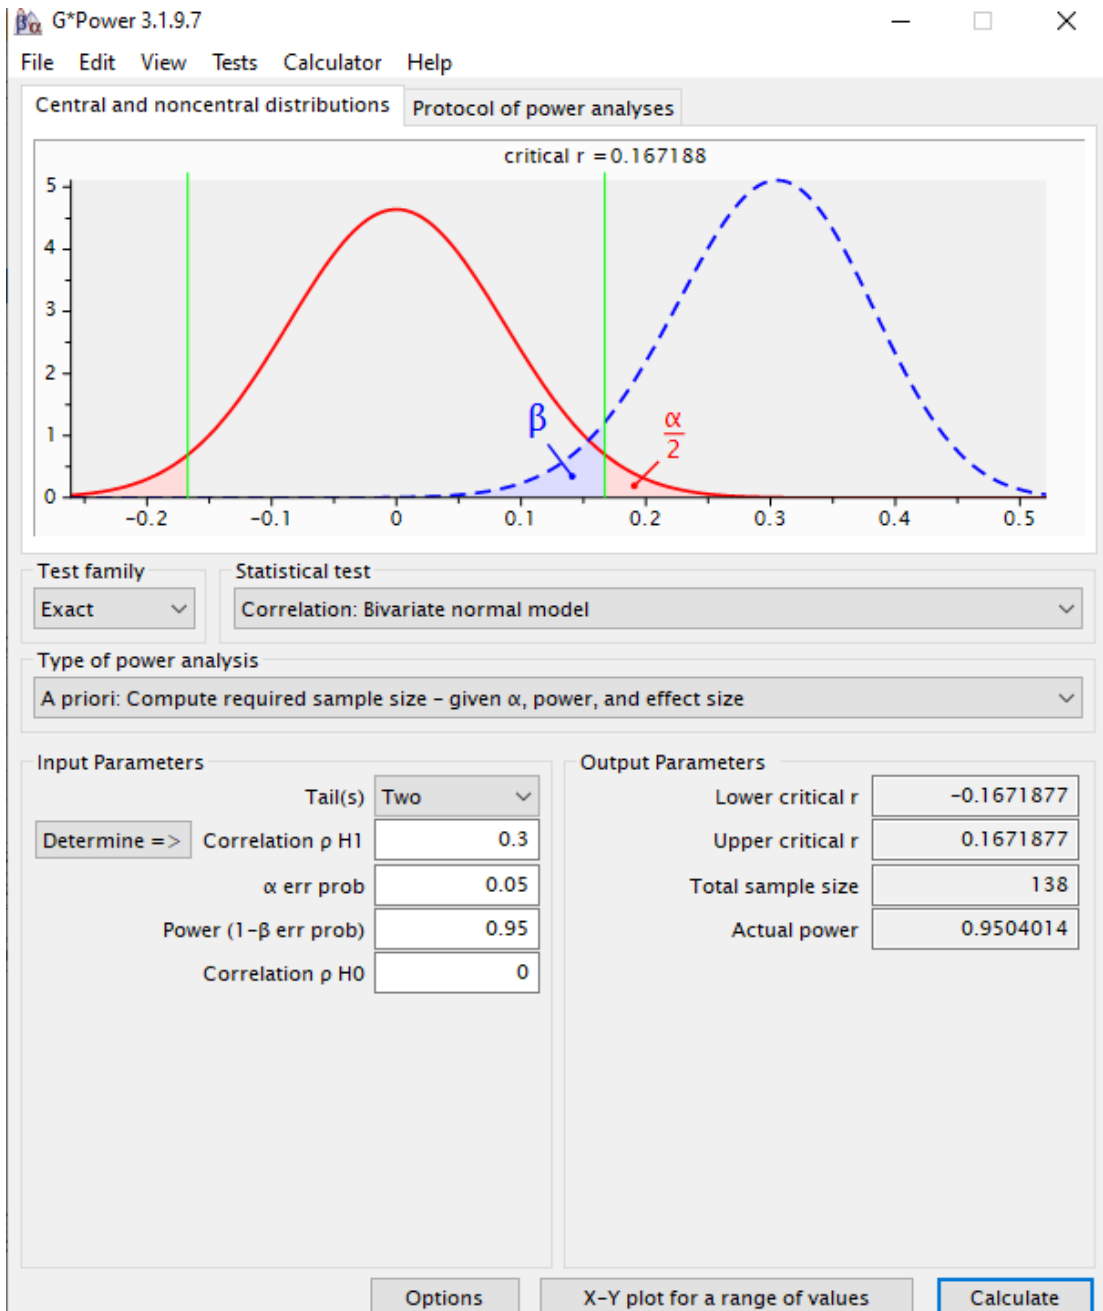 G*Power 3.1.9.7
File Edit View Tests Calculator Help
Central and noncentral distributions Protocol of power analyses
critical r = 0.167188
5
4
3
2
1
0
β
α
2
-0.2 -0.1 0 0.1 0.2 0.3 0.4 0.5
Test family Statistical test
Exact Correlation: Bivariate normal model
Type of power analysis
A priori: Compute required sample size – given α, power, and effect size
Input Parameters
Tail(s) Two
Determine => Correlation ρ H1 0.3
α err prob 0.05
Power (1-β err prob) 0.95
Correlation ρ H0 0
Output Parameters
Lower critical r -0.1671877
Upper critical r 0.1671877
Total sample size 138
Actual power 0.9504014
Options X-Y plot for a range of values Calculate